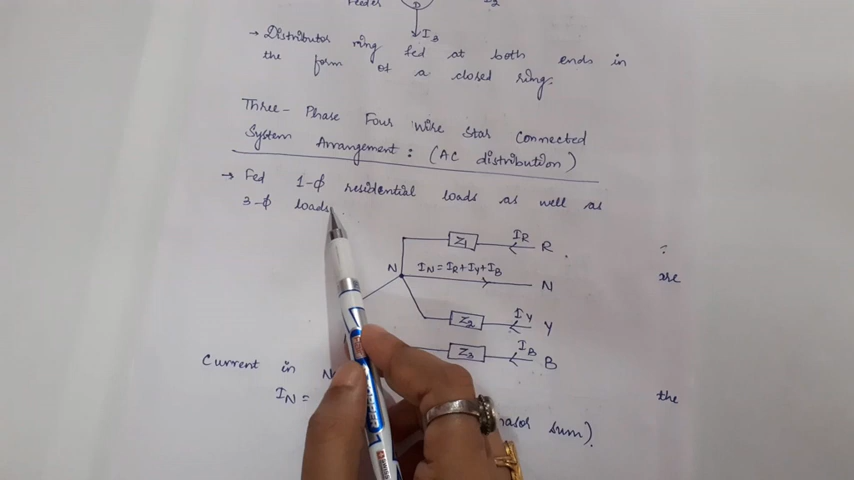 Feeder
I2
I3
→ Distributor ring fed at both ends in
the form of a closed ring.
Three-Phase Four Wire Star Connected
System Arrangement : (AC distribution)
→ Fed 1-ϕ residential loads as well as
3-ϕ loads.
Z1 IR R
:
N IN = IR+IY+IB N
are
Z2 IY Y
Z3 IB B
Current in N
the
IN =
sum).